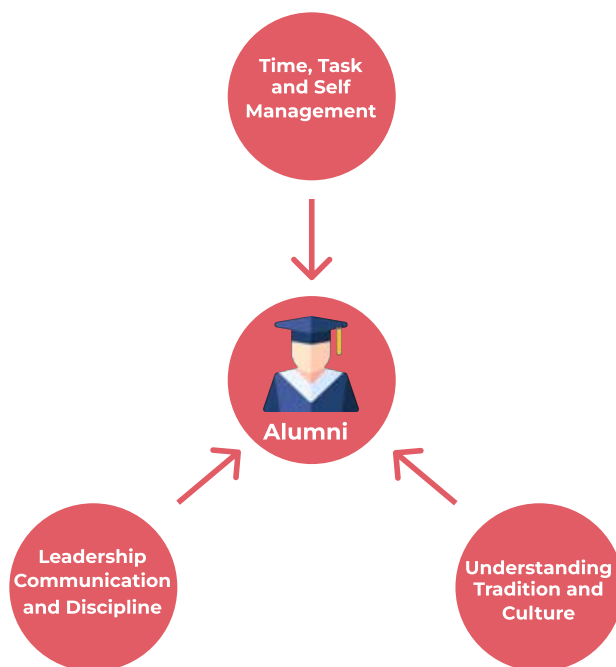 Time, Task
and Self
Management
Alumni
Leadership
Communication
and Discipline
Understanding
Tradition and
Culture